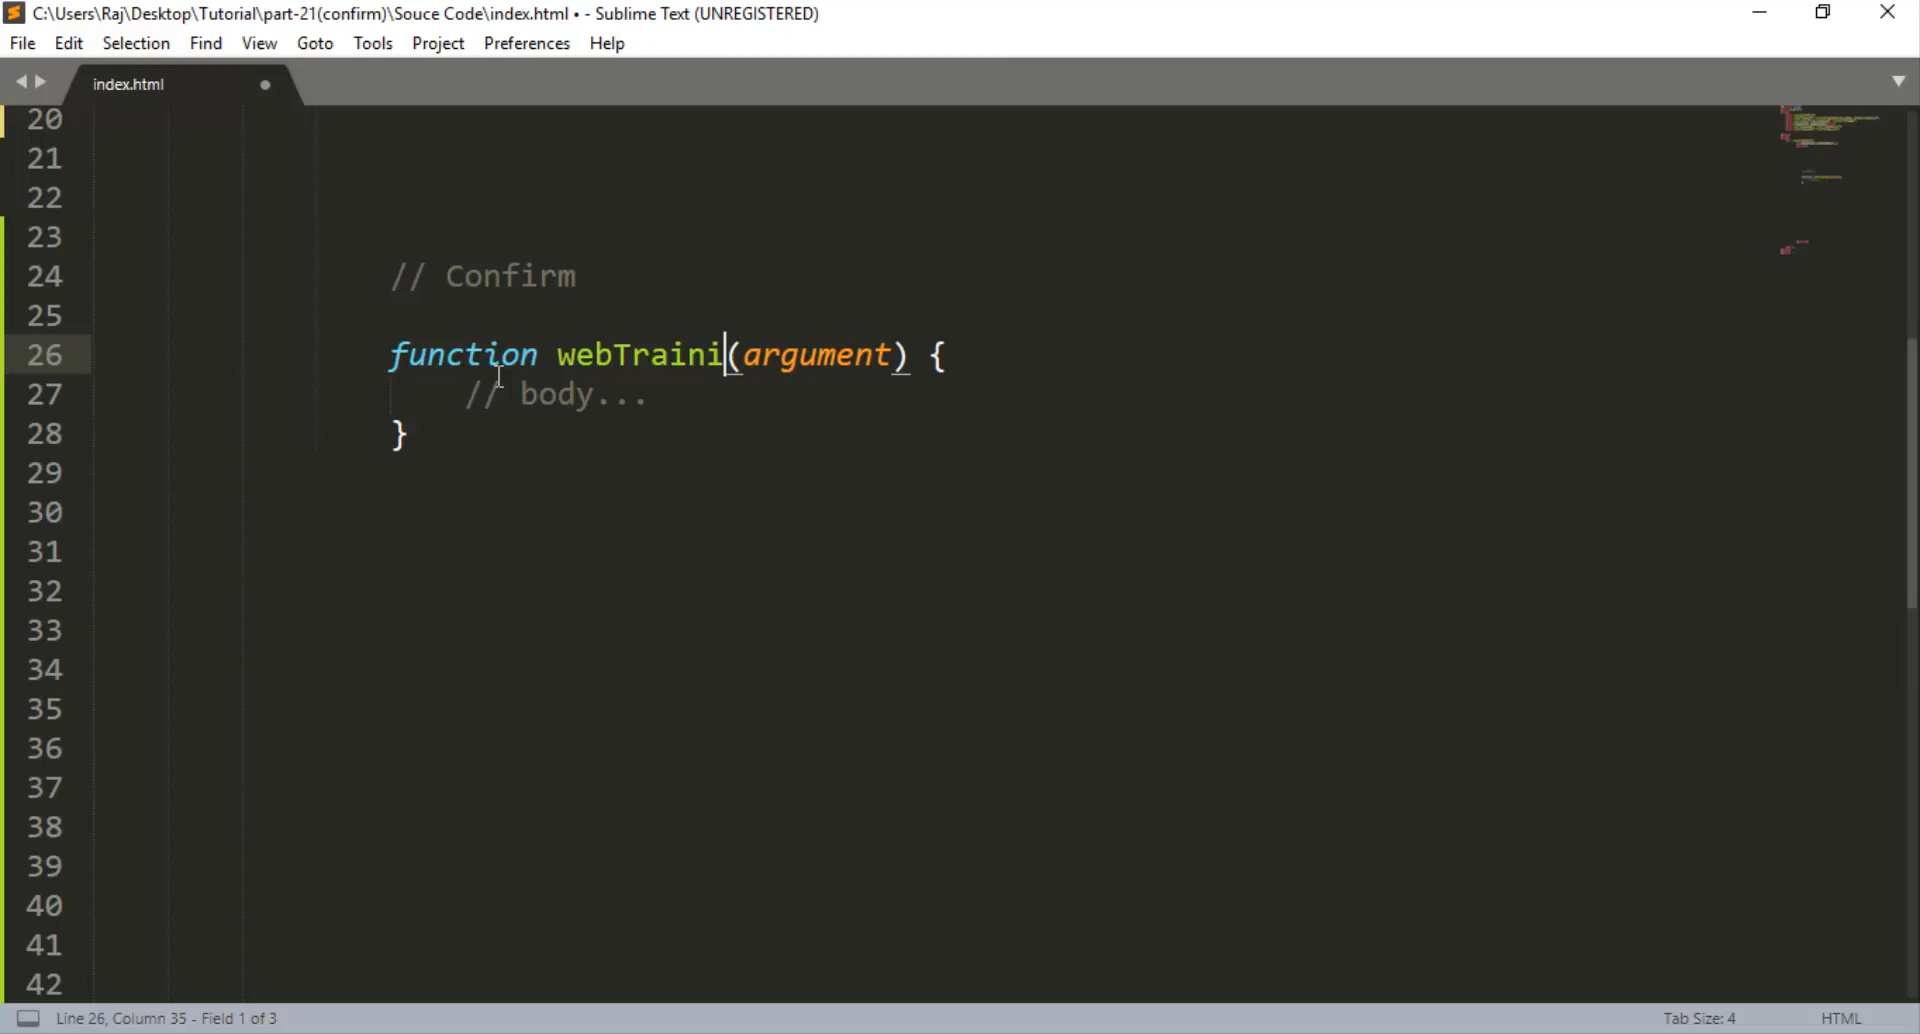 C:\Users\Raj\Desktop\Tutorial\part-21(confirm)\Souce Code\index.html • - Sublime Text (UNREGISTERED)
File Edit Selection Find View Goto Tools Project Preferences Help
index.html
20
21
22
23
24 // Confirm
25
26 function webTraini(argument) {
27 // body...
28 }
29
30
31
32
33
34
35
36
37
38
39
40
41
42
Line 26, Column 35 - Field 1 of 3 Tab Size: 4 HTML